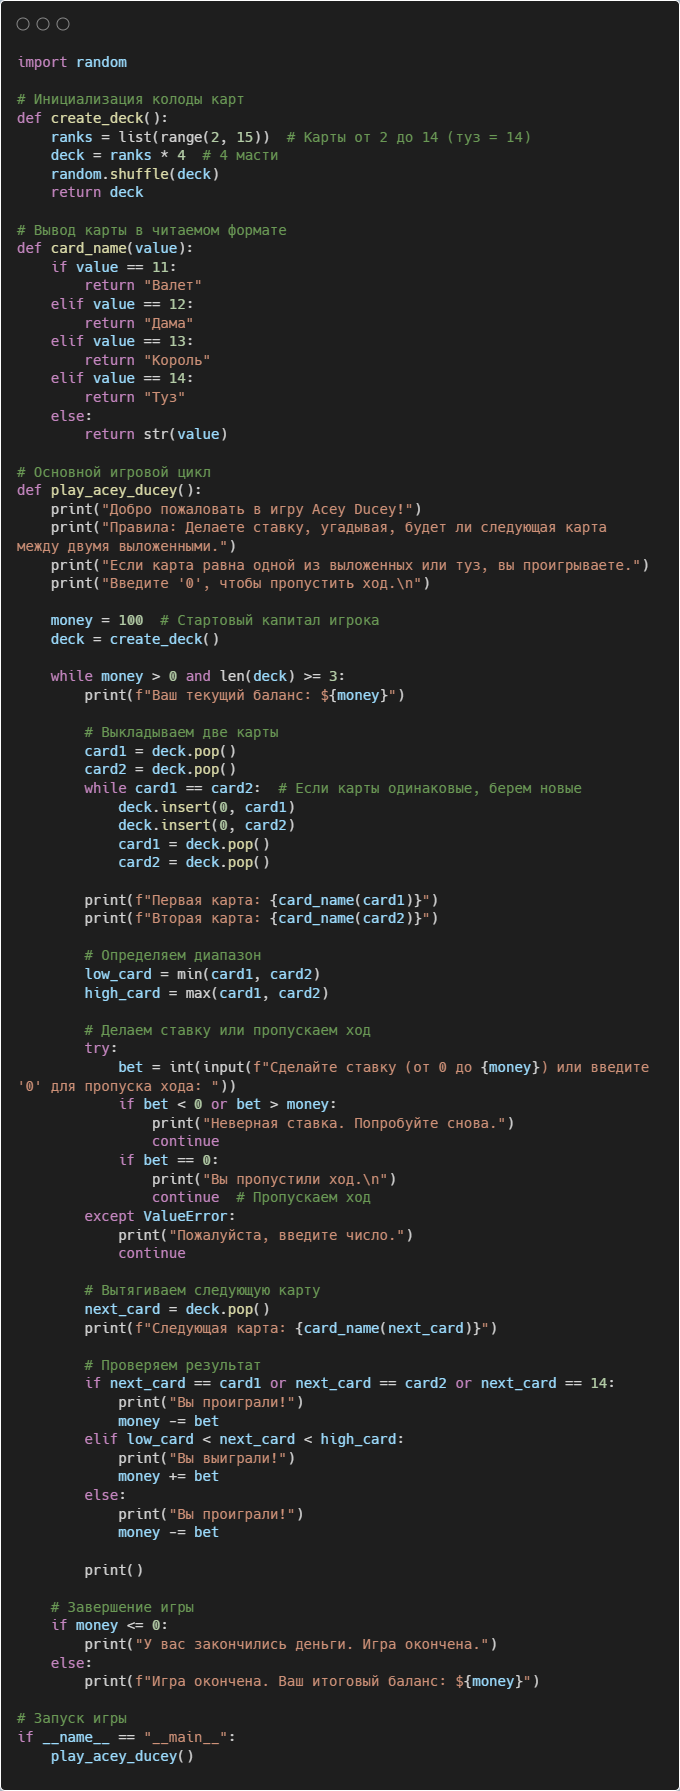 import random

# Инициализация колоды карт
def create_deck():
    ranks = list(range(2, 15))  # Карты от 2 до 14 (туз = 14)
    deck = ranks * 4  # 4 масти
    random.shuffle(deck)
    return deck

# Вывод карты в читаемом формате
def card_name(value):
    if value == 11:
        return "Валет"
    elif value == 12:
        return "Дама"
    elif value == 13:
        return "Король"
    elif value == 14:
        return "Туз"
    else:
        return str(value)

# Основной игровой цикл
def play_acey_ducey():
    print("Добро пожаловать в игру Acey Ducey!")
    print("Правила: Делаете ставку, угадывая, будет ли следующая карта
между двумя выложенными.")
    print("Если карта равна одной из выложенных или туз, вы проигрываете.")
    print("Введите '0', чтобы пропустить ход.\n")

    money = 100  # Стартовый капитал игрока
    deck = create_deck()

    while money > 0 and len(deck) >= 3:
        print(f"Ваш текущий баланс: ${money}")

        # Выкладываем две карты
        card1 = deck.pop()
        card2 = deck.pop()
        while card1 == card2:  # Если карты одинаковые, берем новые
            deck.insert(0, card1)
            deck.insert(0, card2)
            card1 = deck.pop()
            card2 = deck.pop()

        print(f"Первая карта: {card_name(card1)}")
        print(f"Вторая карта: {card_name(card2)}")

        # Определяем диапазон
        low_card = min(card1, card2)
        high_card = max(card1, card2)

        # Делаем ставку или пропускаем ход
        try:
            bet = int(input(f"Сделайте ставку (от 0 до {money}) или введите
'0' для пропуска хода: "))
            if bet < 0 or bet > money:
                print("Неверная ставка. Попробуйте снова.")
                continue
            if bet == 0:
                print("Вы пропустили ход.\n")
                continue  # Пропускаем ход
        except ValueError:
            print("Пожалуйста, введите число.")
            continue

        # Вытягиваем следующую карту
        next_card = deck.pop()
        print(f"Следующая карта: {card_name(next_card)}")

        # Проверяем результат
        if next_card == card1 or next_card == card2 or next_card == 14:
            print("Вы проиграли!")
            money -= bet
        elif low_card < next_card < high_card:
            print("Вы выиграли!")
            money += bet
        else:
            print("Вы проиграли!")
            money -= bet

        print()

    # Завершение игры
    if money <= 0:
        print("У вас закончились деньги. Игра окончена.")
    else:
        print(f"Игра окончена. Ваш итоговый баланс: ${money}")

# Запуск игры
if __name__ == "__main__":
    play_acey_ducey()